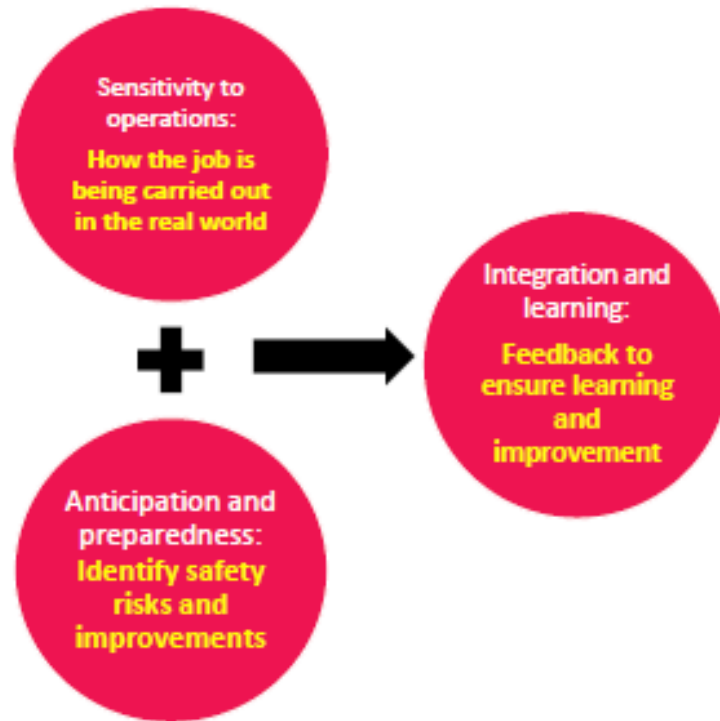 Sensitivity to
operations:
How the job is
being carried out
in the real world
Anticipation and
preparedness:
Identify safety
risks and
improvements
Integration and
learning:
Feedback to
ensure learning
and
improvement